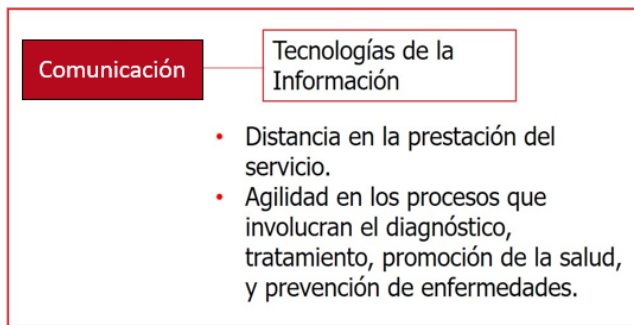 Comunicación
Tecnologías de la
Información
• Distancia en la prestación del
servicio.
• Agilidad en los procesos que
involucran el diagnóstico,
tratamiento, promoción de la salud,
y prevención de enfermedades.